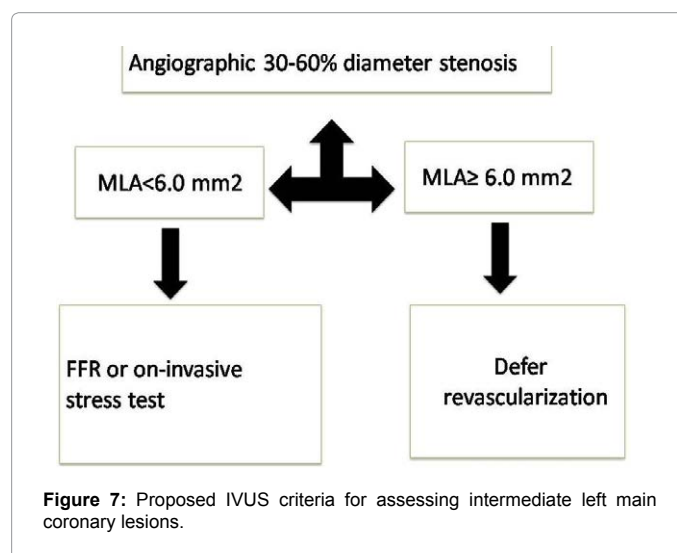 Angiographic 30-60% diameter stenosis
MLA<6.0 mm2
MLA≥ 6.0 mm2
FFR or on-invasive
stress test
Defer
revascularization
Figure 7: Proposed IVUS criteria for assessing intermediate left main
coronary lesions.